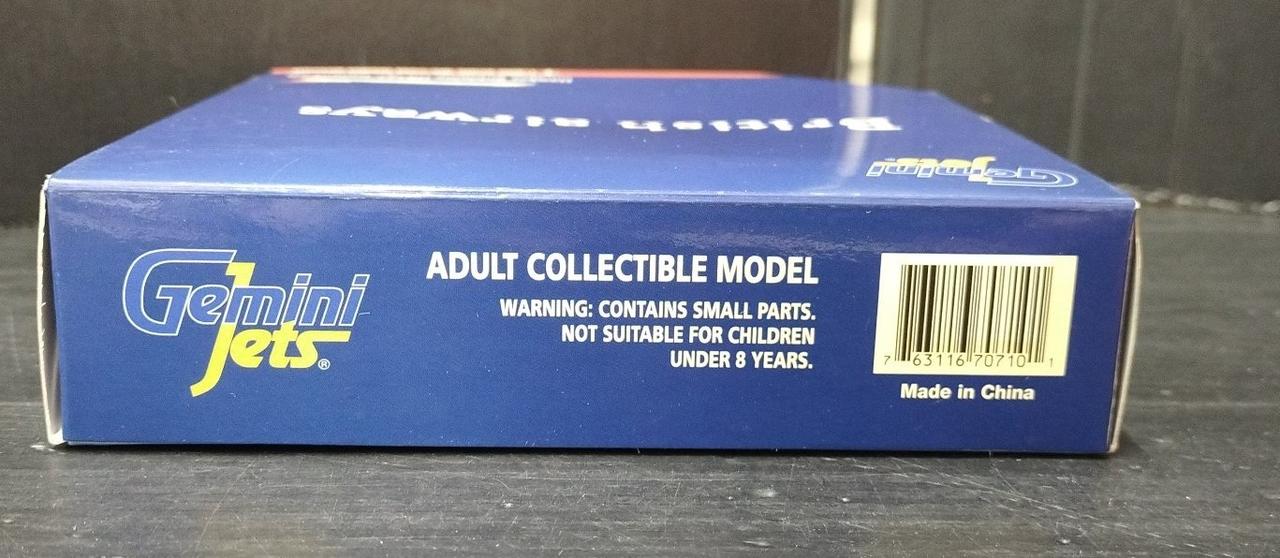 British Airways
Gemini
Jets
Gemini
Jets®
ADULT COLLECTIBLE MODEL
WARNING: CONTAINS SMALL PARTS.
NOT SUITABLE FOR CHILDREN
UNDER 8 YEARS.
7 63116 70710 1
Made in China